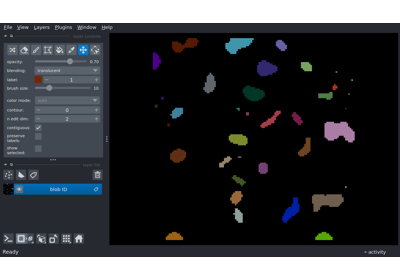 File View Layers Plugins Window Help
opacity: 0.70
blending: translucent
label: 1
brush size: 10
color mode:
contour: 0
n edit dim: 2
contiguous:
preserve labels:
show selected:
blob ID
Ready
activity